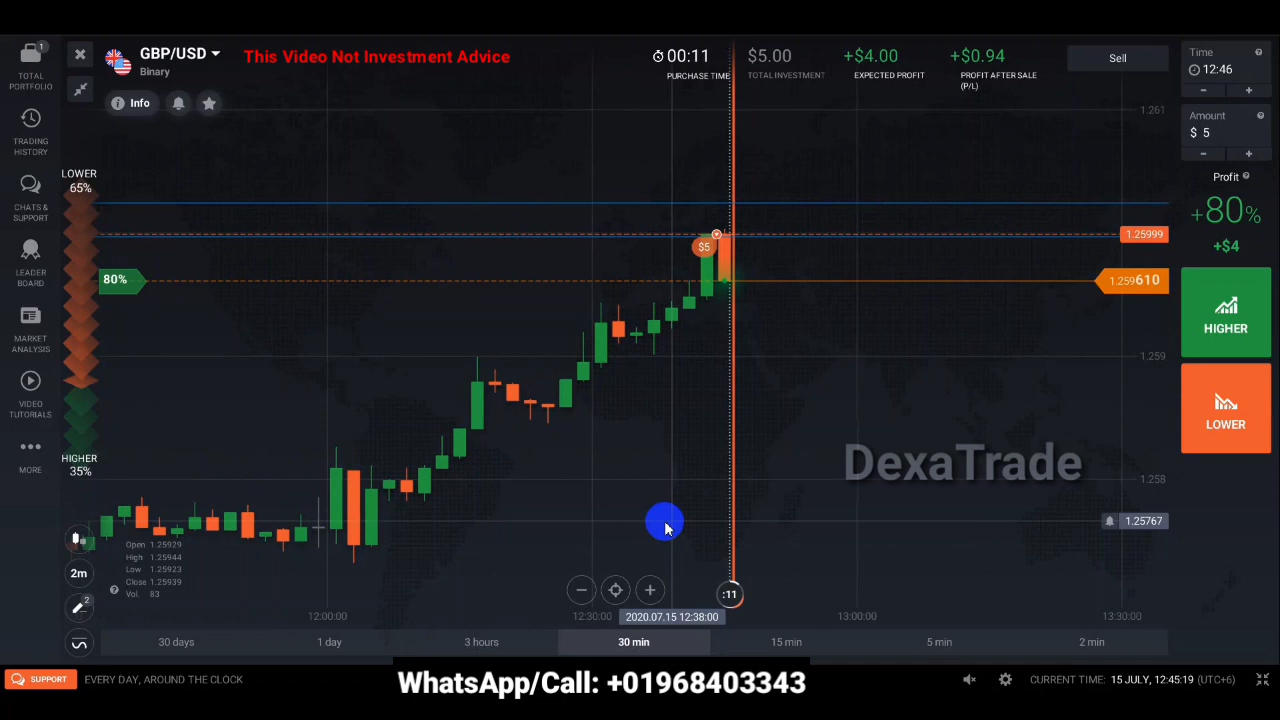 1
TOTAL
PORTFOLIO
TRADING
HISTORY
CHATS &
SUPPORT
LEADER
BOARD
MARKET
ANALYSIS
VIDEO
TUTORIALS
MORE
GBP/USD
Binary
This Video Not Investment Advice
Info
00:11
PURCHASE TIME
$5.00
TOTAL INVESTMENT
+$4.00
EXPECTED PROFIT
+$0.94
PROFIT AFTER SALE
(P/L)
Sell
Time
12:46
Amount
$ 5
Profit
+80%
+$4
HIGHER
LOWER
LOWER
65%
80%
HIGHER
35%
$5
1.261
1.25999
1.259610
1.259
1.258
1.25767
DexaTrade
Open 1.25929
High 1.25944
Low 1.25923
Close 1.25939
Vol. 83
2m
2
:11
12:00:00
12:30:00
2020.07.15 12:38:00
13:00:00
13:30:00
30 days
1 day
3 hours
30 min
15 min
5 min
2 min
SUPPORT
EVERY DAY, AROUND THE CLOCK
WhatsApp/Call: +01968403343
CURRENT TIME: 15 JULY, 12:45:19 (UTC+6)